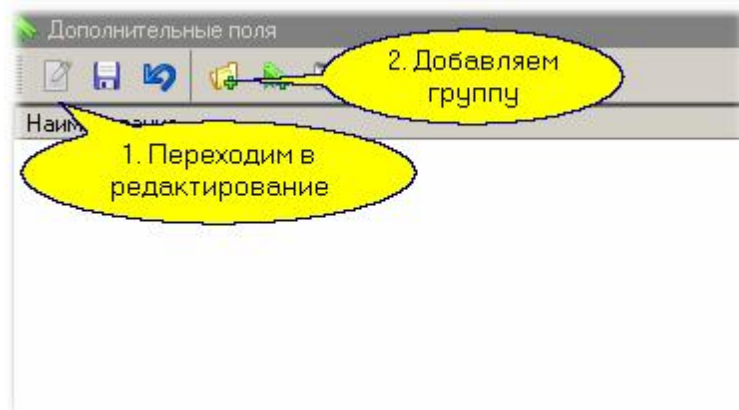 Дополнительные поля
2. Добавляем
группу
1. Переходим в
редактирование